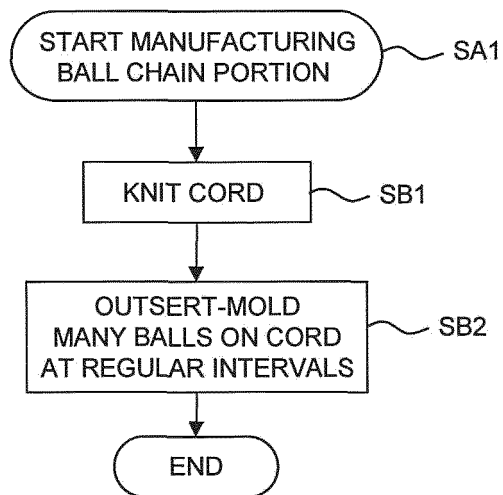 START MANUFACTURING
BALL CHAIN PORTION
SA1
KNIT CORD
SB1
OUTSERT-MOLD
MANY BALLS ON CORD
AT REGULAR INTERVALS
SB2
END